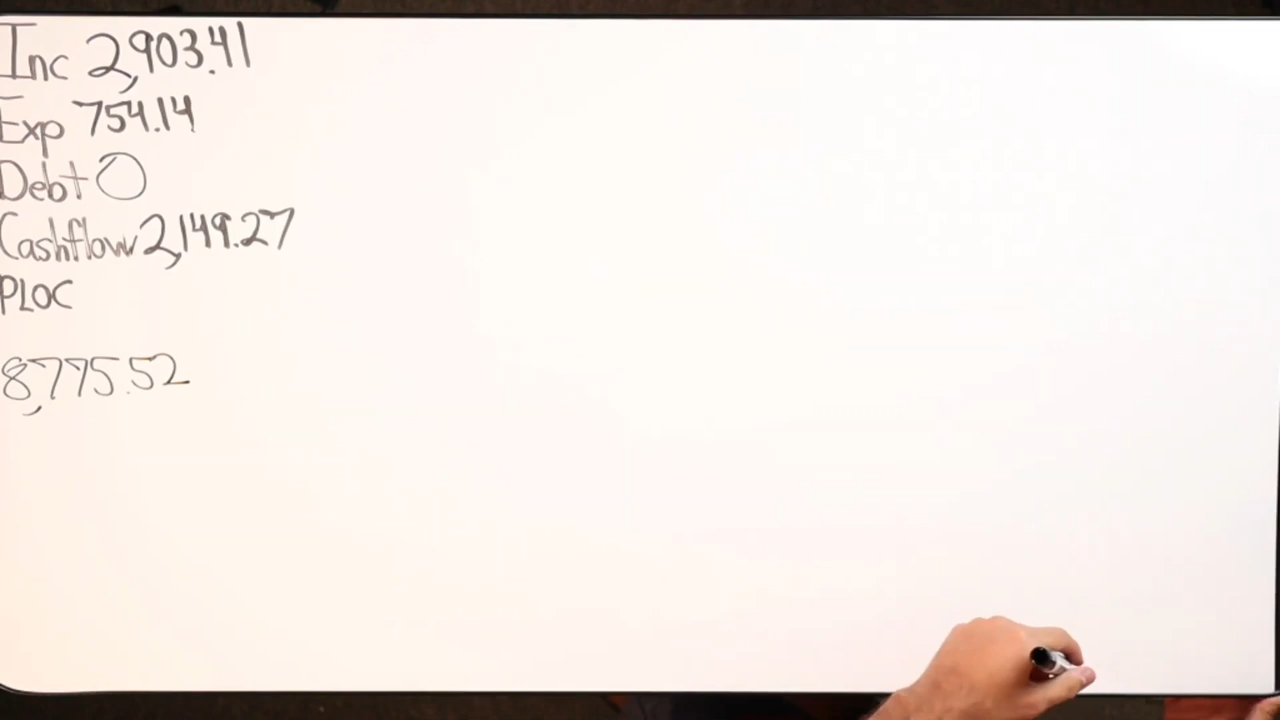 Inc 2,903.41
Exp 754.14
Debt 0
Cashflow 2,149.27
PLOC
8,775.52